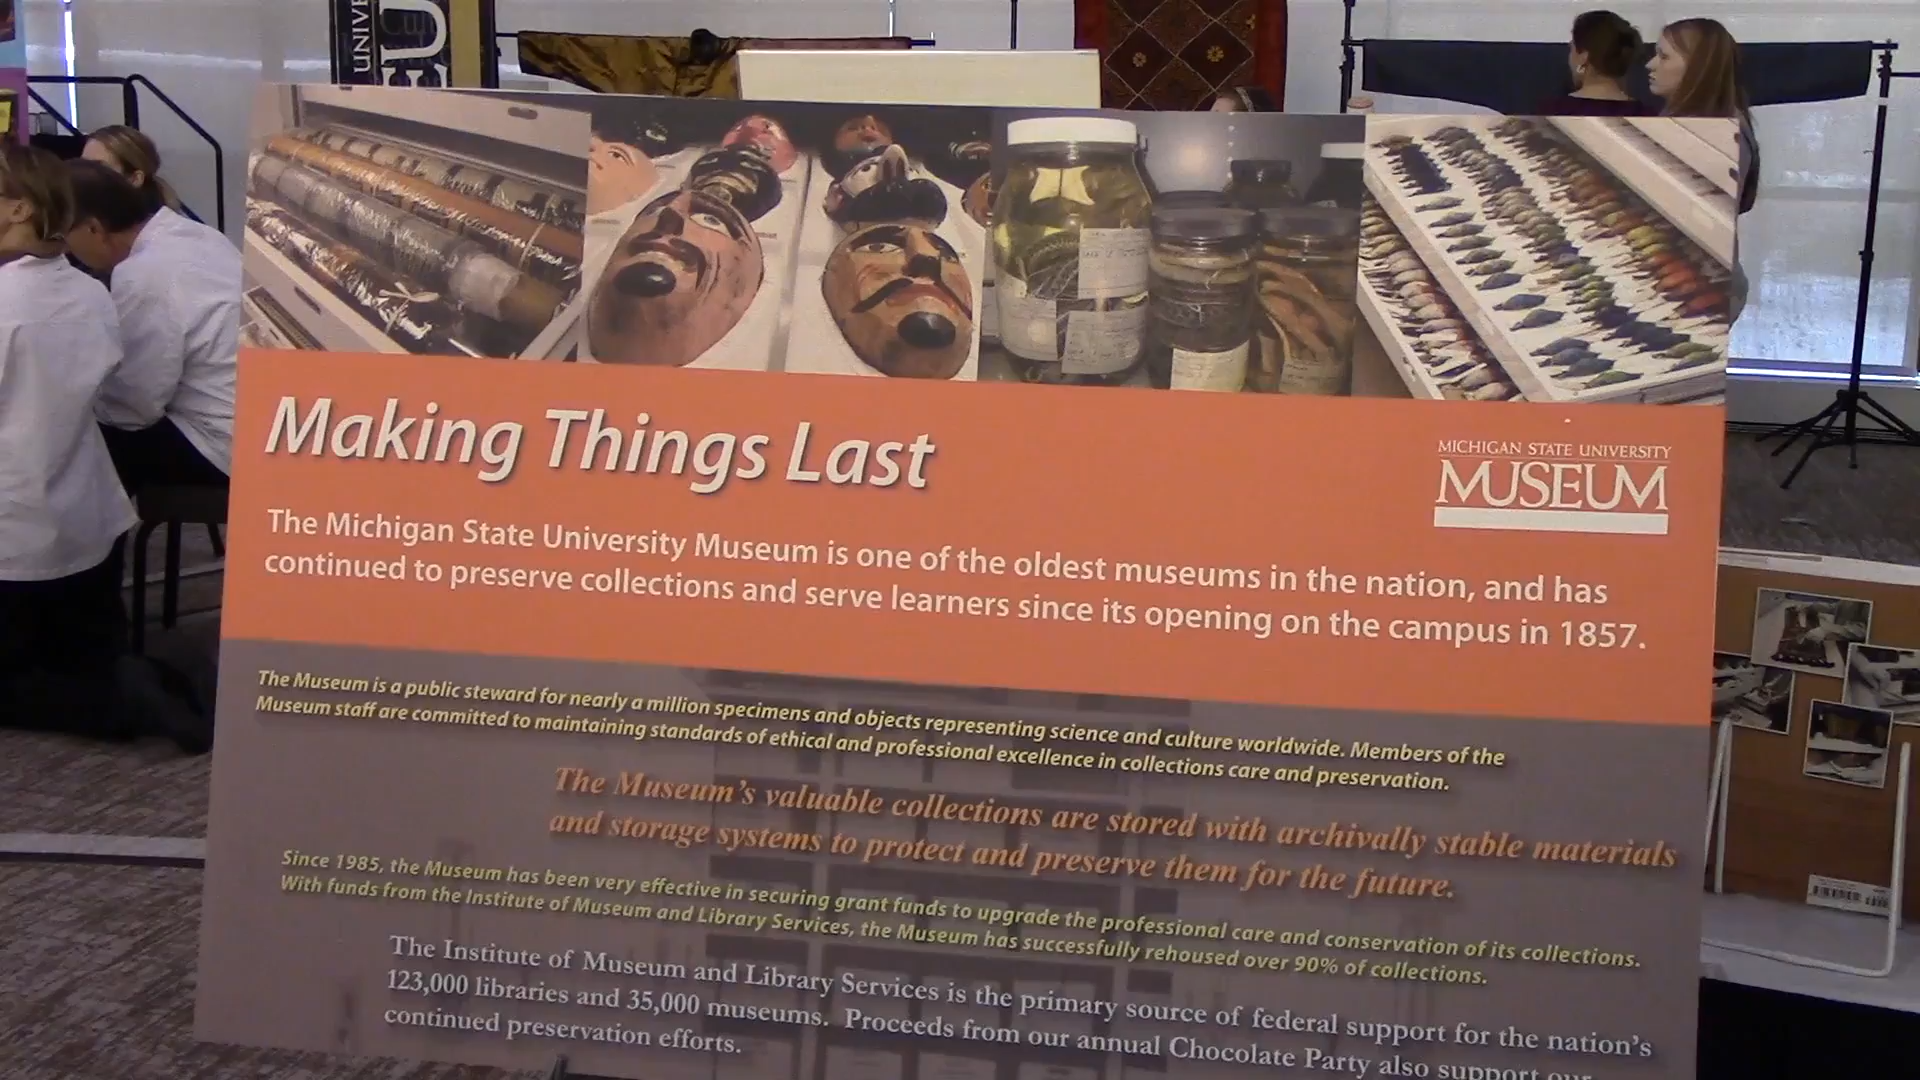 UNIVE
EU
Making Things Last
MICHIGAN STATE UNIVERSITY
MUSEUM
The Michigan State University Museum is one of the oldest museums in the nation, and has
continued to preserve collections and serve learners since its opening on the campus in 1857.
The Museum is a public steward for nearly a million specimens and objects representing science and culture worldwide. Members of the
Museum staff are committed to maintaining standards of ethical and professional excellence in collections care and preservation.
The Museum's valuable collections are stored with archivally stable materials
and storage systems to protect and preserve them for the future.
Since 1985, the Museum has been very effective in securing grant funds to upgrade the professional care and conservation of its collections.
With funds from the Institute of Museum and Library Services, the Museum has successfully rehoused over 90% of collections.
The Institute of Museum and Library Services is the primary source of federal support for the nation's
123,000 libraries and 35,000 museums. Proceeds from our annual Chocolate Party also support our
continued preservation efforts.